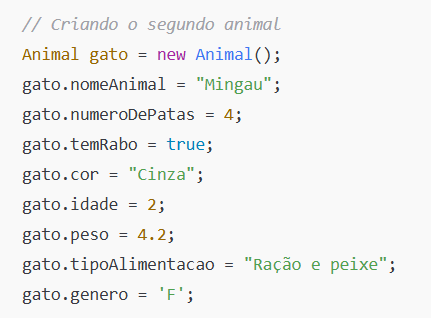 // Criando o segundo animal
Animal gato = new Animal();
gato.nomeAnimal = "Mingau";
gato.numeroDePatas = 4;
gato.temRabo = true;
gato.cor = "Cinza";
gato.idade = 2;
gato.peso = 4.2;
gato.tipoAlimentacao = "Ração e peixe";
gato.genero = 'F';